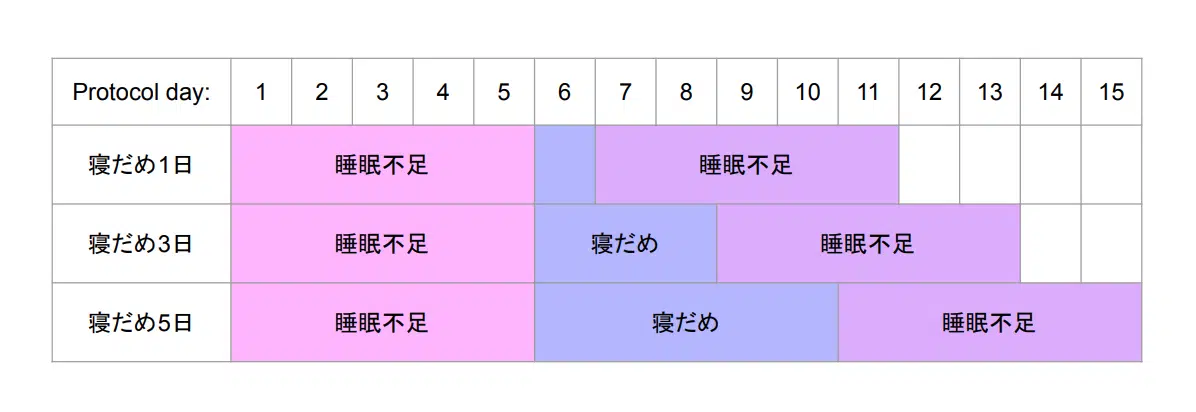 Protocol day: 1 2 3 4 5 6 7 8 9 10 11 12 13 14 15
寝だめ1日 睡眠不足 睡眠不足
寝だめ3日 睡眠不足 寝だめ 睡眠不足
寝だめ5日 睡眠不足 寝だめ 睡眠不足